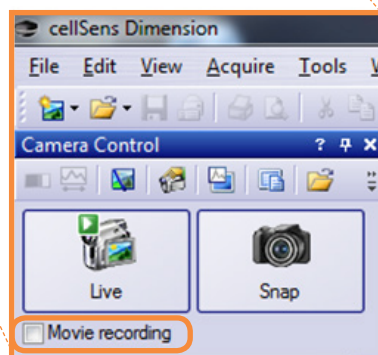 cellSens Dimension
File Edit View Acquire Tools
Camera Control
Live Snap
Movie recording